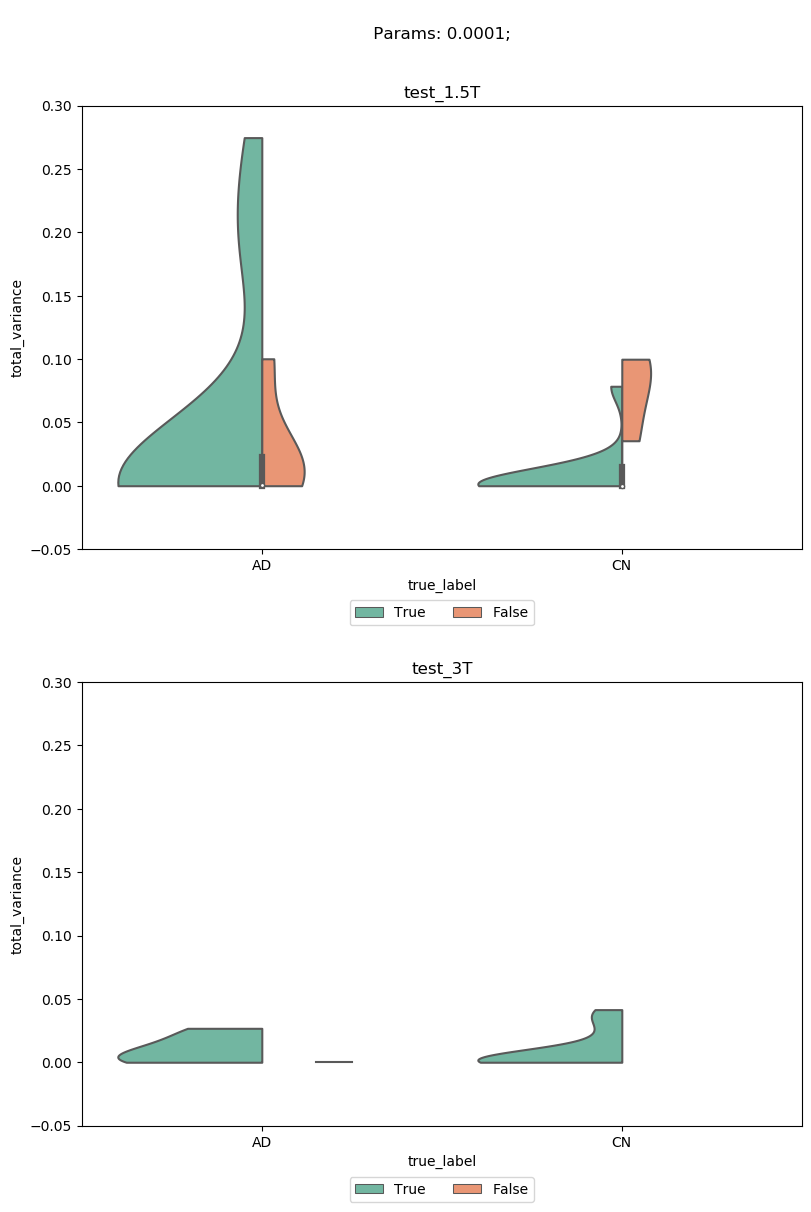 Params: 0.0001;
test_1.5T
0.30
0.25
0.20
0.15
0.10
0.05
0.00
−0.05
total_variance
AD CN
true_label
True False
test_3T
0.30
0.25
0.20
0.15
0.10
0.05
0.00
−0.05
total_variance
AD CN
true_label
True False